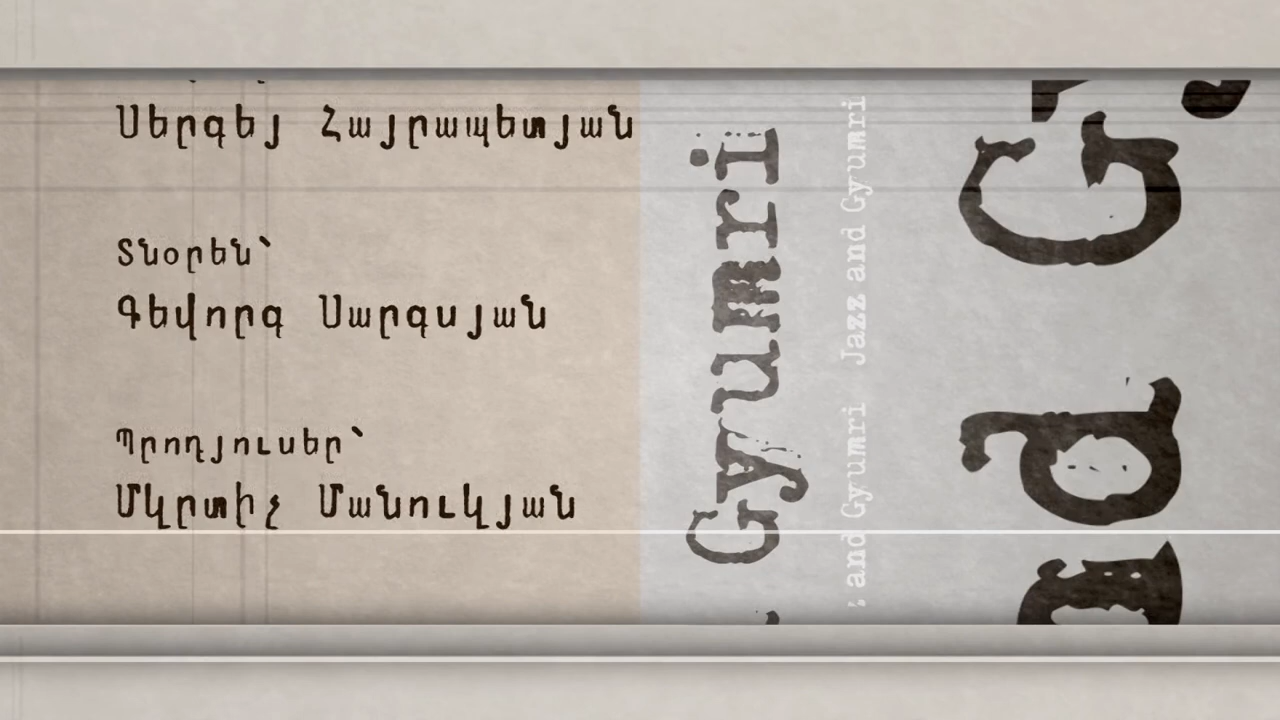 Սերգեյ Հայրապետյան
Տնօրեն՝
Գևորգ Սարգսյան
Պրոդյուսեր՝
Մկրտիչ Մանուկյան
Gyumri
and Gyumri Jazz and Gyumri